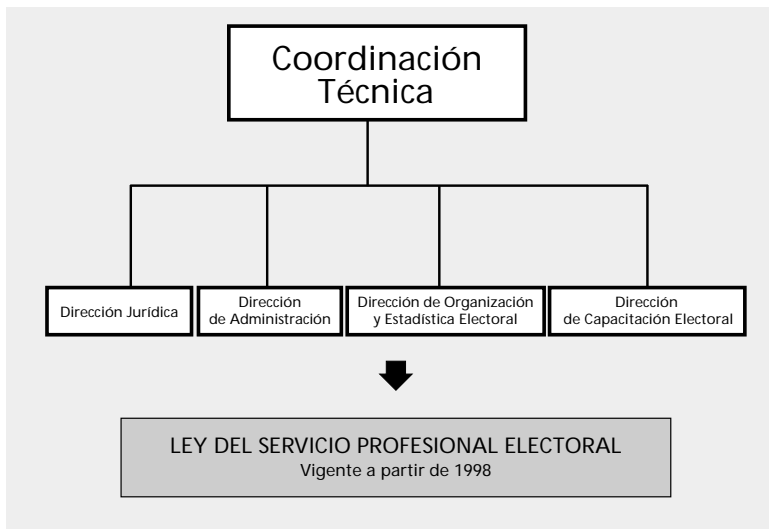 Coordinación
Técnica
Dirección Jurídica
Dirección
de Administración
Dirección de Organización
y Estadística Electoral
Dirección
de Capacitación Electoral
LEY DEL SERVICIO PROFESIONAL ELECTORAL
Vigente a partir de 1998